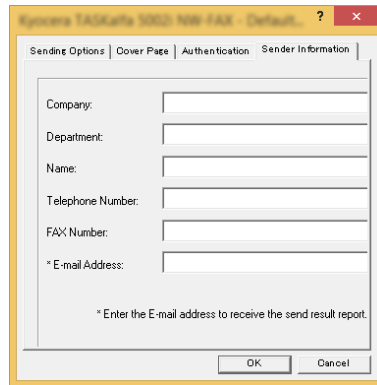 Kyocera TASKalfa 5002i NW-FAX - Default...
?
Sending Options
Cover Page
Authentication
Sender Information
Company:
Department:
Name:
Telephone Number:
FAX Number:
* E-mail Address:
* Enter the E-mail address to receive the send result report.
OK
Cancel